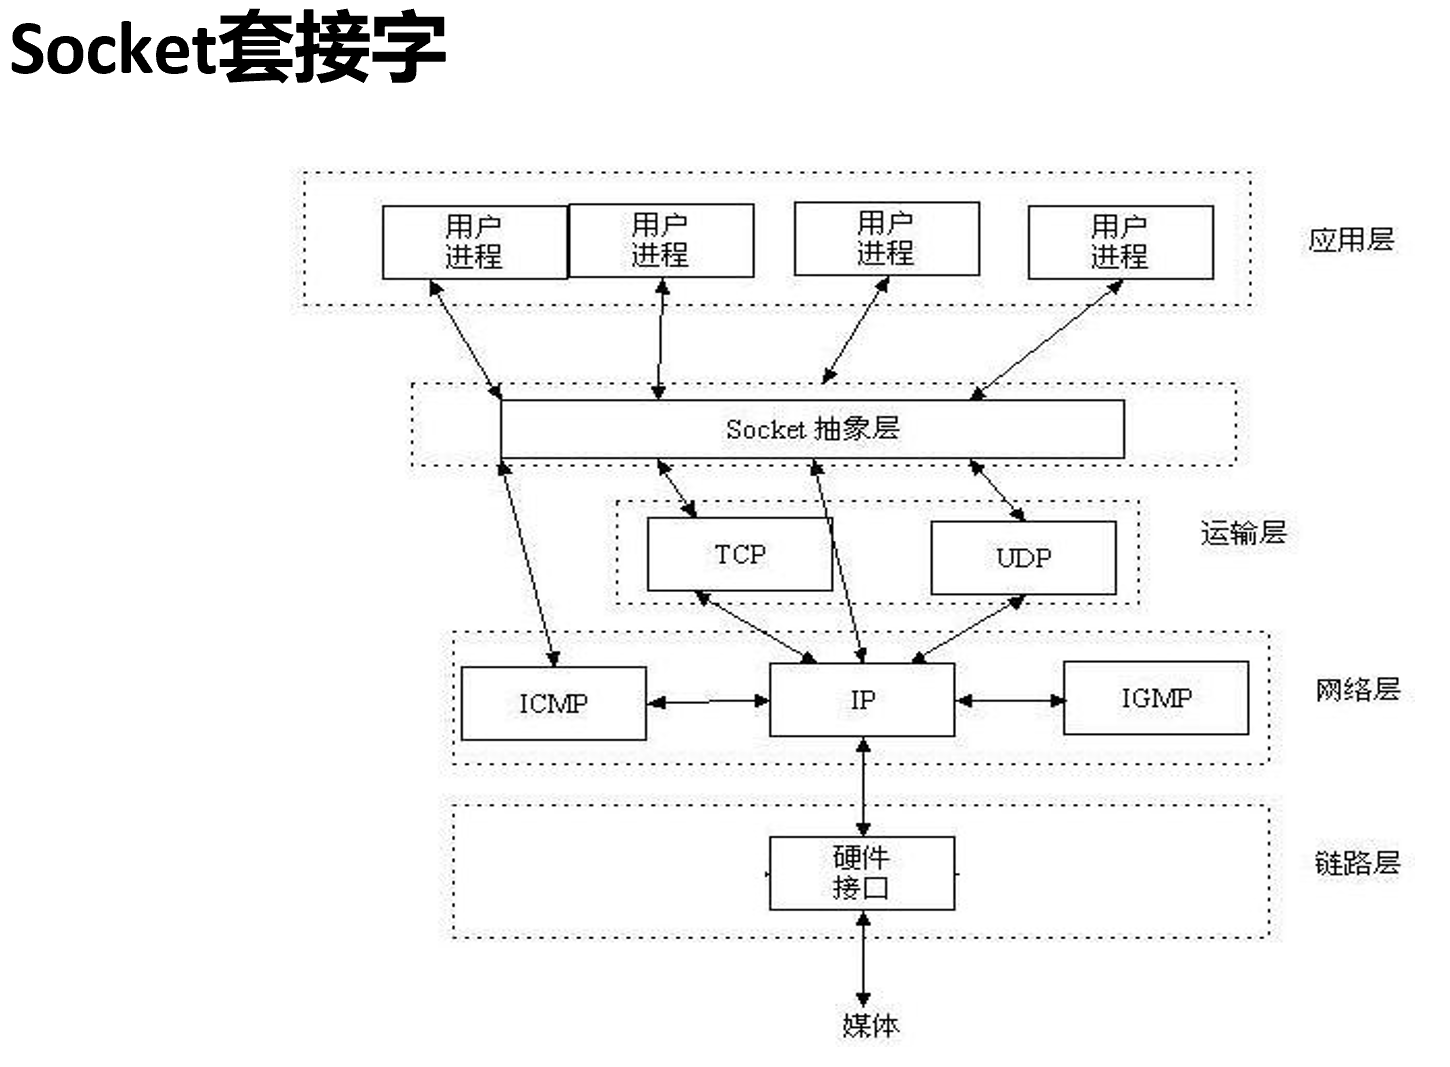 Socket套接字
用户
进程
用户
进程
用户
进程
用户
进程
应用层
Socket 抽象层
运输层
TCP
UDP
网络层
ICMP
IP
IGMP
链路层
硬件
接口
媒体